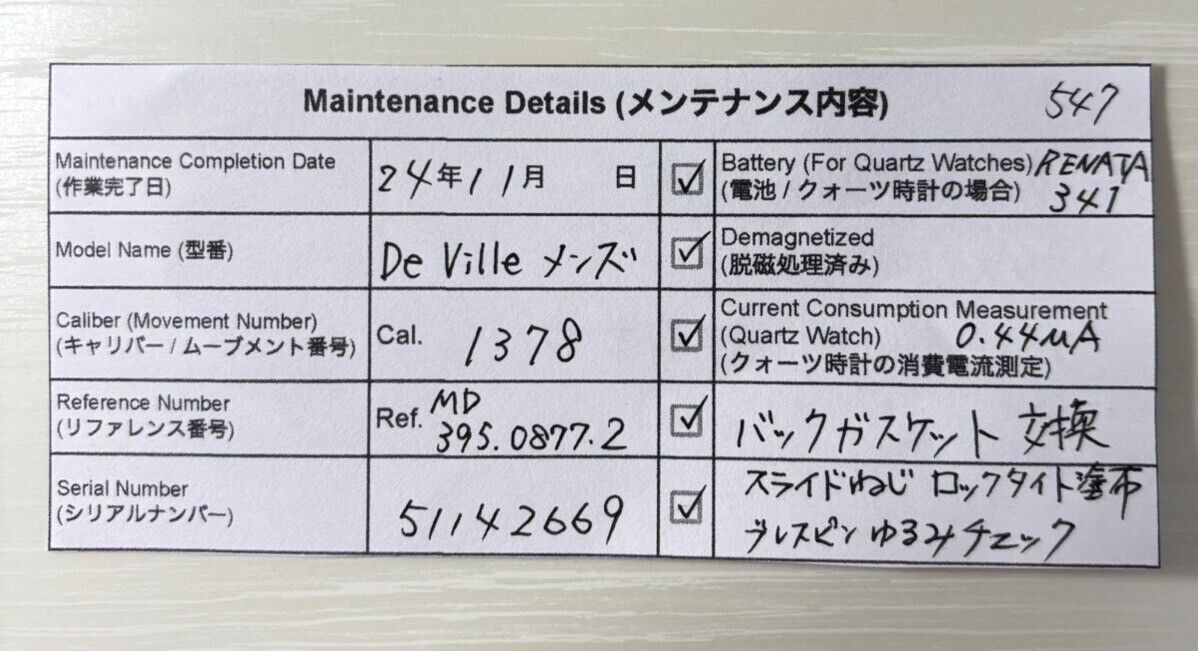 Maintenance Details (メンテナンス内容) 547
Maintenance Completion Date
(作業完了日)
24年11月 日
Battery (For Quartz Watches) RENATA
(電池 / クォーツ時計の場合) 341
Model Name (型番)
De Ville メンズ
Demagnetized
(脱磁処理済み)
Caliber (Movement Number)
(キャリバー / ムーブメント番号)
Cal. 1378
Current Consumption Measurement
(Quartz Watch) 0.44μA
(クォーツ時計の消費電流測定)
Reference Number
(リファレンス番号)
Ref. MD
395.0877.2
バックガスケット 交換
Serial Number
(シリアルナンバー)
51142669
スライドねじ ロックタイト塗布
ブレスピン ゆるみチェック